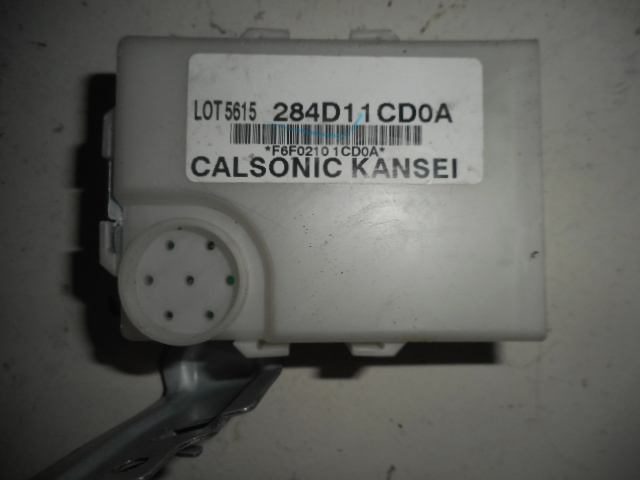 LOT 5615 284D11CD0A
*F6F0210 1CD0A*
CALSONIC KANSEI